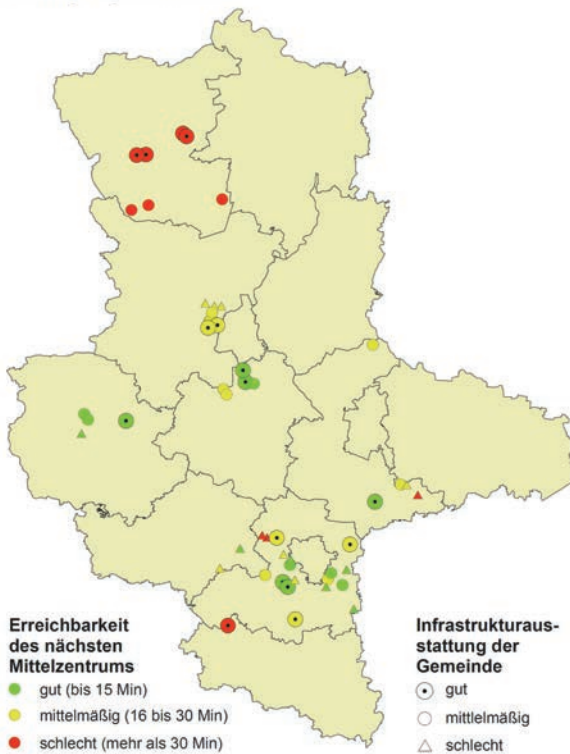 Erreichbarkeit
des nächsten
Mittelzentrums
gut (bis 15 Min)
mittelmäßig (16 bis 30 Min)
schlecht (mehr als 30 Min)
Infrastrukturaus-
stattung der
Gemeinde
gut
mittlelmäßig
schlecht